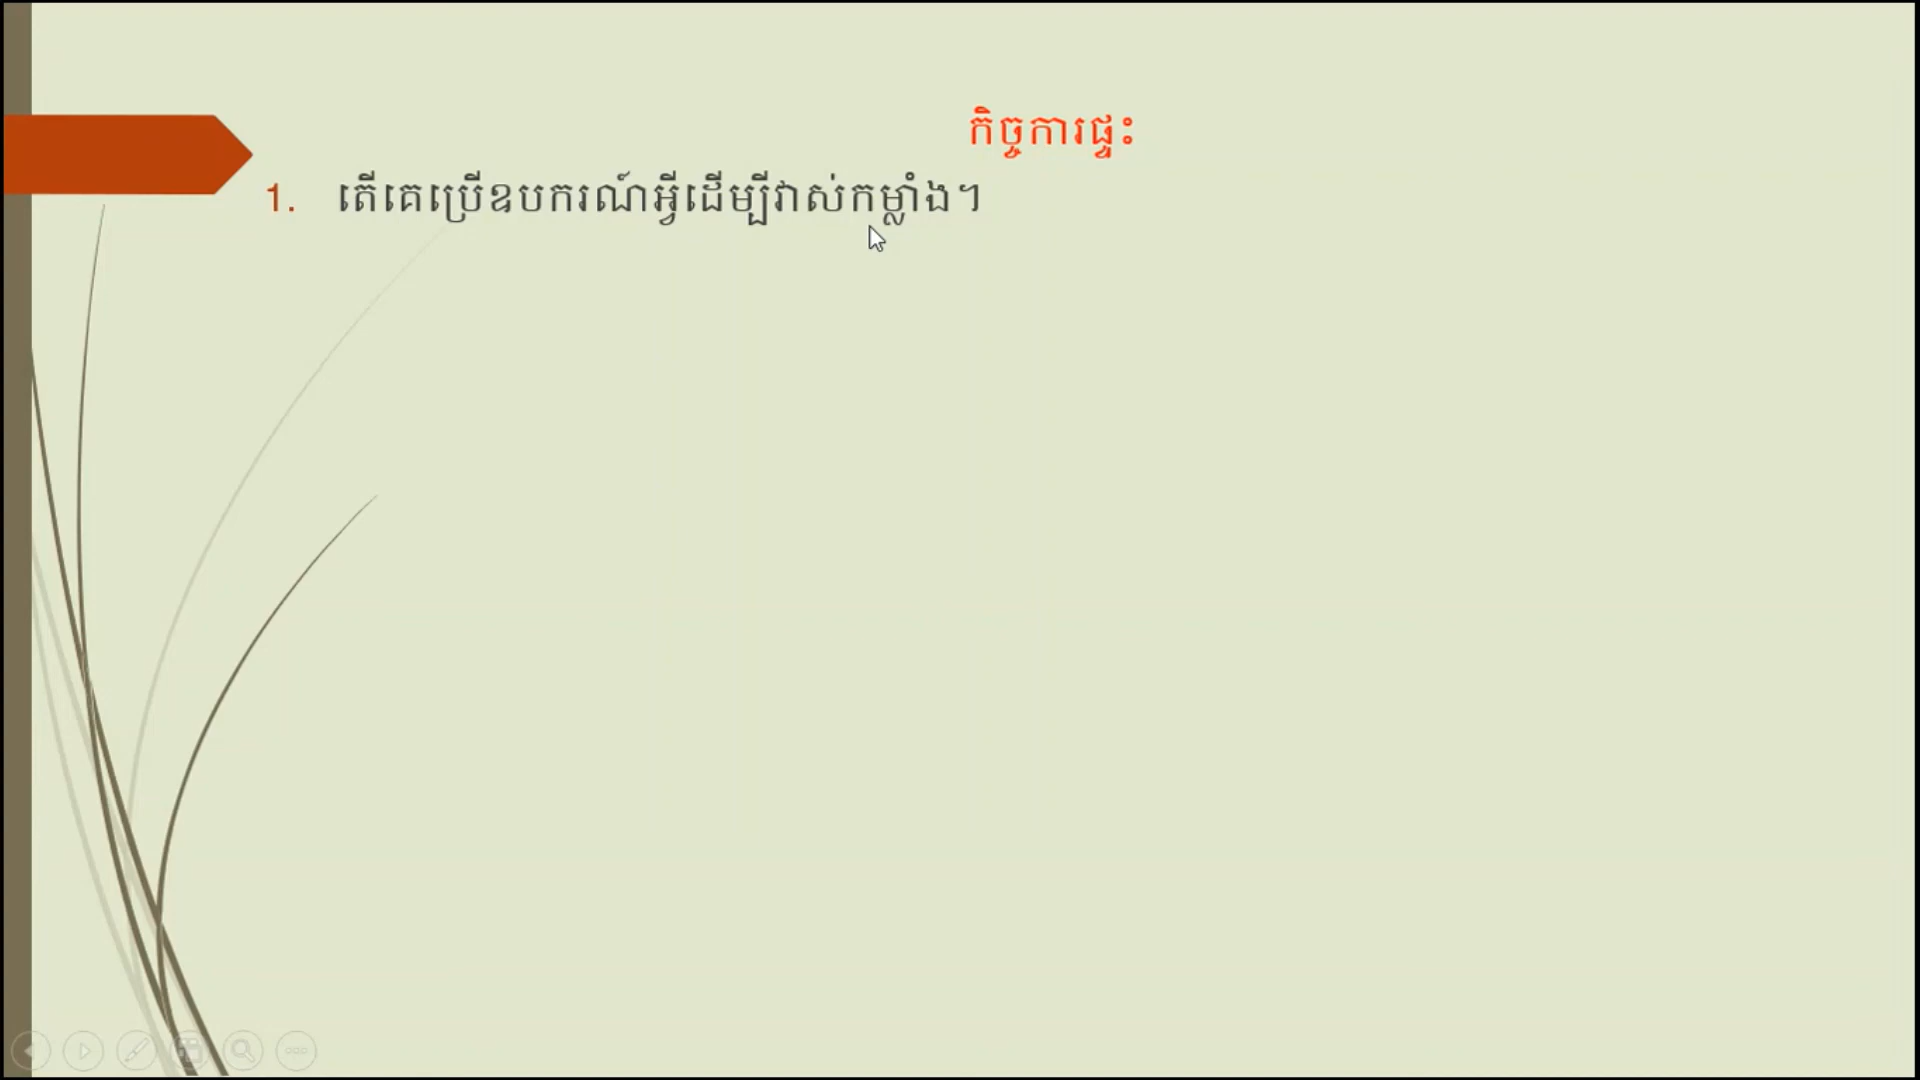 កិច្ចការផ្ទះ
1. តើគេប្រើឧបករណ៍អ្វីដើម្បីវាស់កម្លាំង។